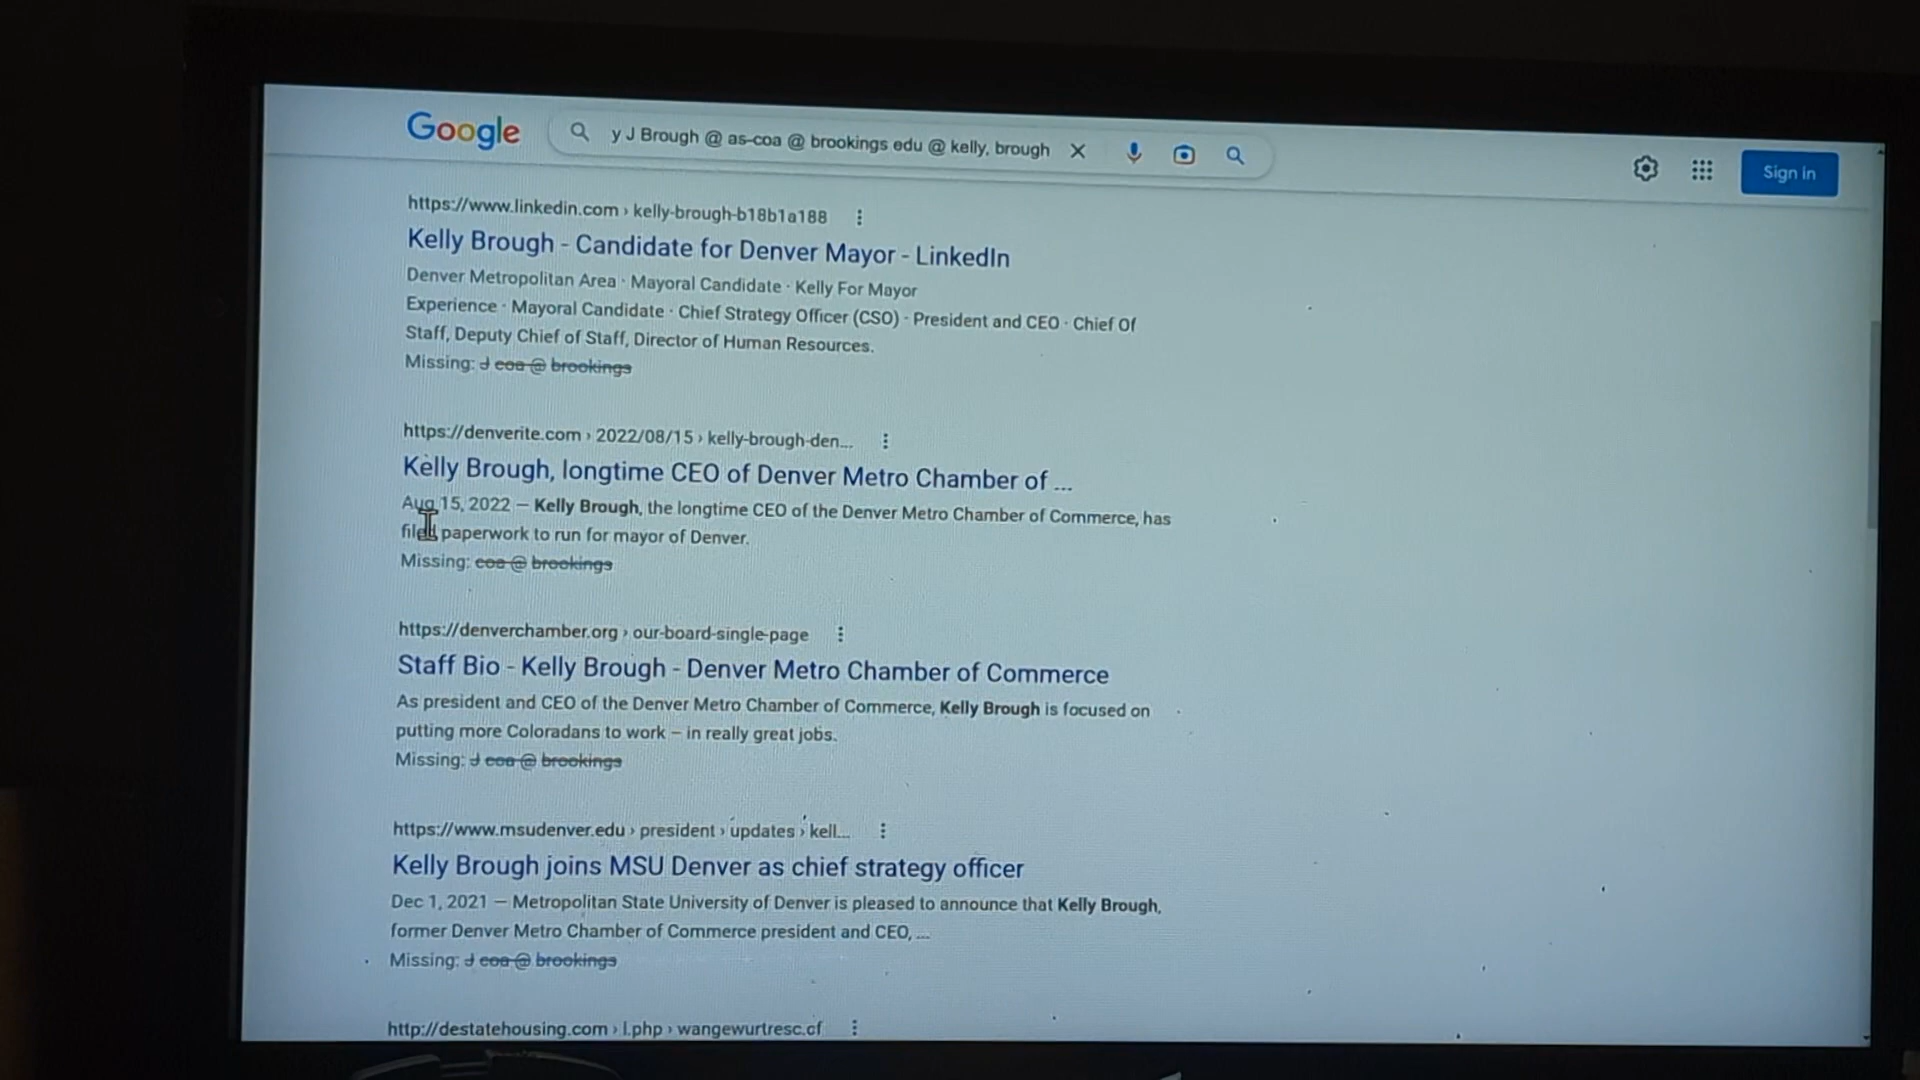 Google
y J Brough @ as-coa @ brookings edu @ kelly, brough
Sign in
https://www.linkedin.com › kelly-brough-b18b1a188
Kelly Brough - Candidate for Denver Mayor - LinkedIn
Denver Metropolitan Area · Mayoral Candidate · Kelly For Mayor
Experience · Mayoral Candidate · Chief Strategy Officer (CSO) · President and CEO · Chief Of
Staff, Deputy Chief of Staff, Director of Human Resources.
Missing: J coa @ brookings
https://denverite.com › 2022/08/15 › kelly-brough-den...
Kelly Brough, longtime CEO of Denver Metro Chamber of ...
Aug 15, 2022 — Kelly Brough, the longtime CEO of the Denver Metro Chamber of Commerce, has
filed paperwork to run for mayor of Denver.
Missing: coa @ brookings
https://denverchamber.org › our-board-single-page
Staff Bio - Kelly Brough - Denver Metro Chamber of Commerce
As president and CEO of the Denver Metro Chamber of Commerce, Kelly Brough is focused on
putting more Coloradans to work – in really great jobs.
Missing: J coa @ brookings
https://www.msudenver.edu › president › updates › kell...
Kelly Brough joins MSU Denver as chief strategy officer
Dec 1, 2021 — Metropolitan State University of Denver is pleased to announce that Kelly Brough,
former Denver Metro Chamber of Commerce president and CEO, ...
Missing: J coa @ brookings
http://destatehousing.com › l.php › wangewurtresc.cf